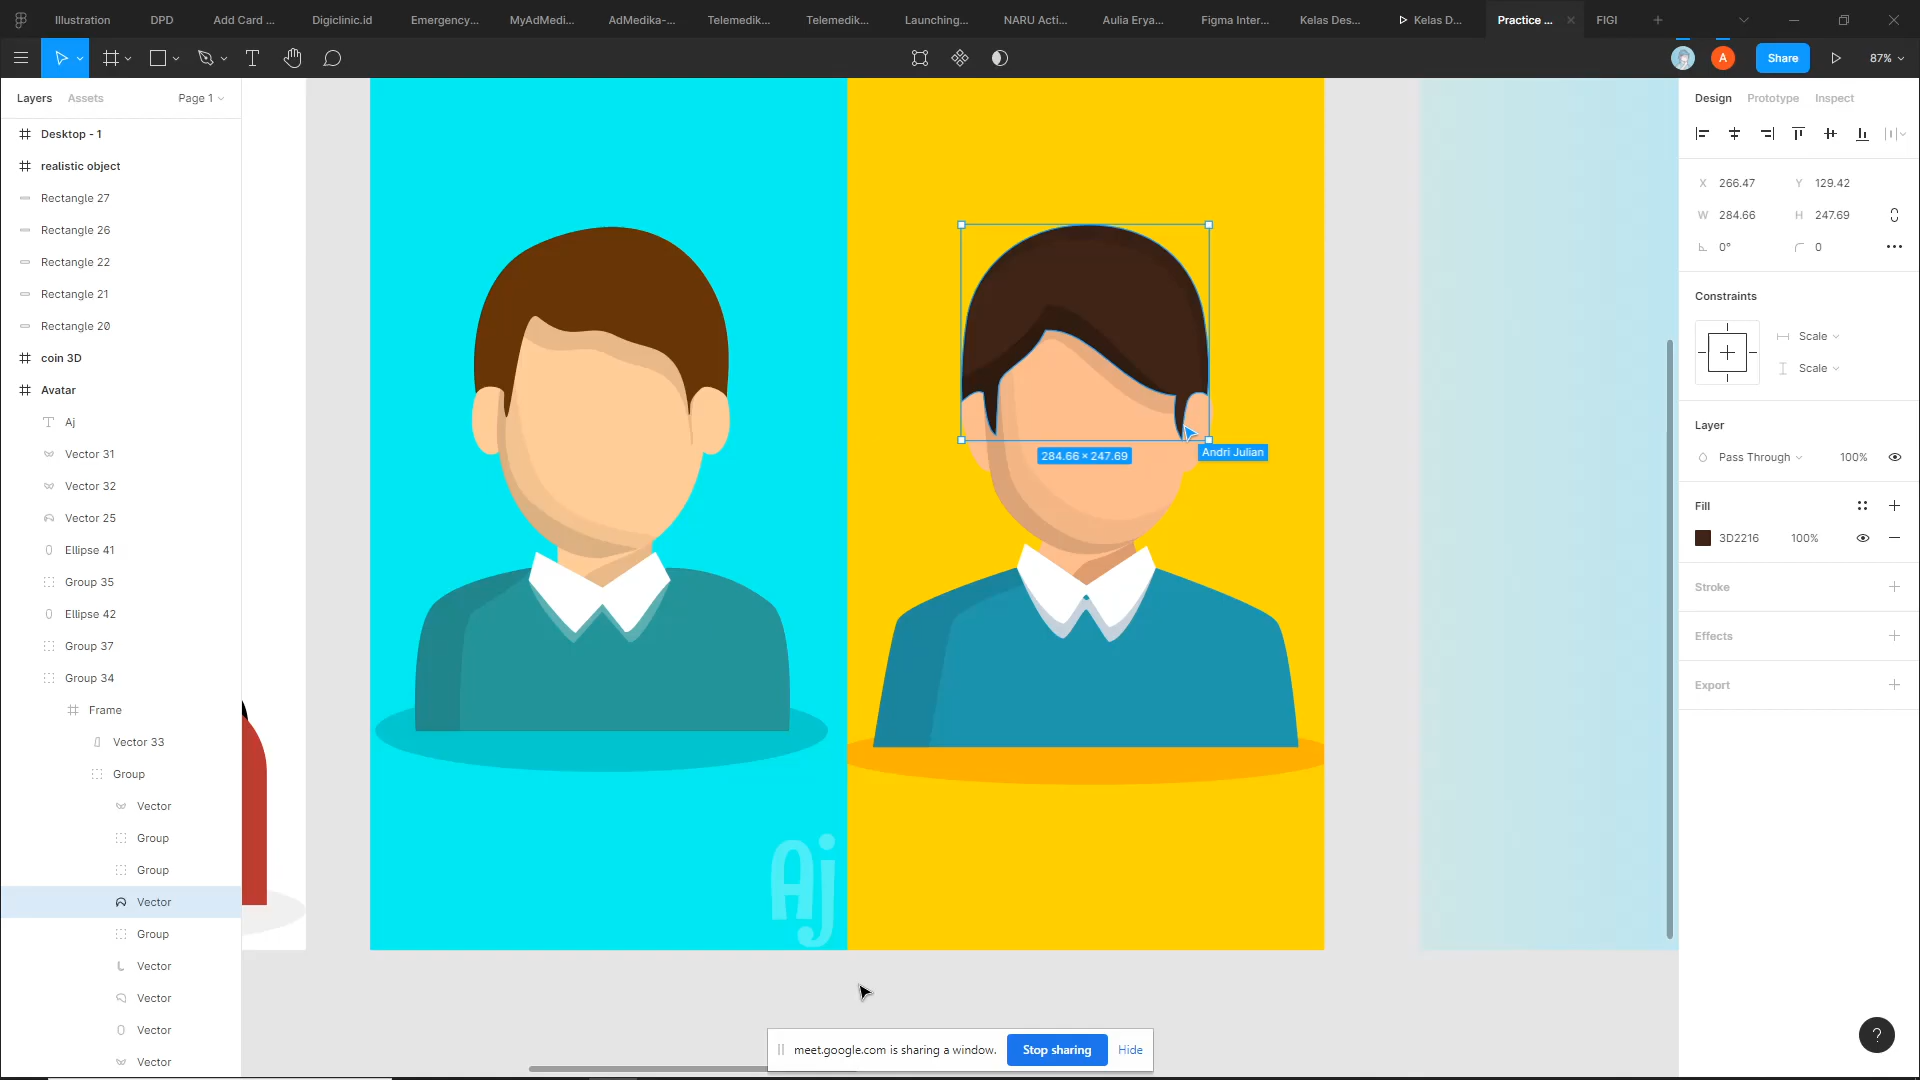 Illustration
DPD
Add Card ...
Digiclinic.id
Emergency...
MyAdMedi...
AdMedika-...
Telemedik...
Telemedik...
Launching...
NARU Acti...
Aulia Erya...
Figma Inter...
Kelas Des...
Kelas D...
Practice ...
FIGI
A
Share
87%
Layers
Assets
Page 1
Desktop - 1
realistic object
Rectangle 27
Rectangle 26
Rectangle 22
Rectangle 21
Rectangle 20
coin 3D
Avatar
Aj
Vector 31
Vector 32
Vector 25
Ellipse 41
Group 35
Ellipse 42
Group 37
Group 34
Frame
Vector 33
Group
Vector
Group
Group
Vector
Group
Vector
Vector
Vector
Vector
284.66 × 247.69
Andri Julian
Aj
meet.google.com is sharing a window.
Stop sharing
Hide
Design
Prototype
Inspect
X 266.47
Y 129.42
W 284.66
H 247.69
0°
0
Constraints
Scale
Scale
Layer
Pass Through
100%
Fill
3D2216
100%
Stroke
Effects
Export
?